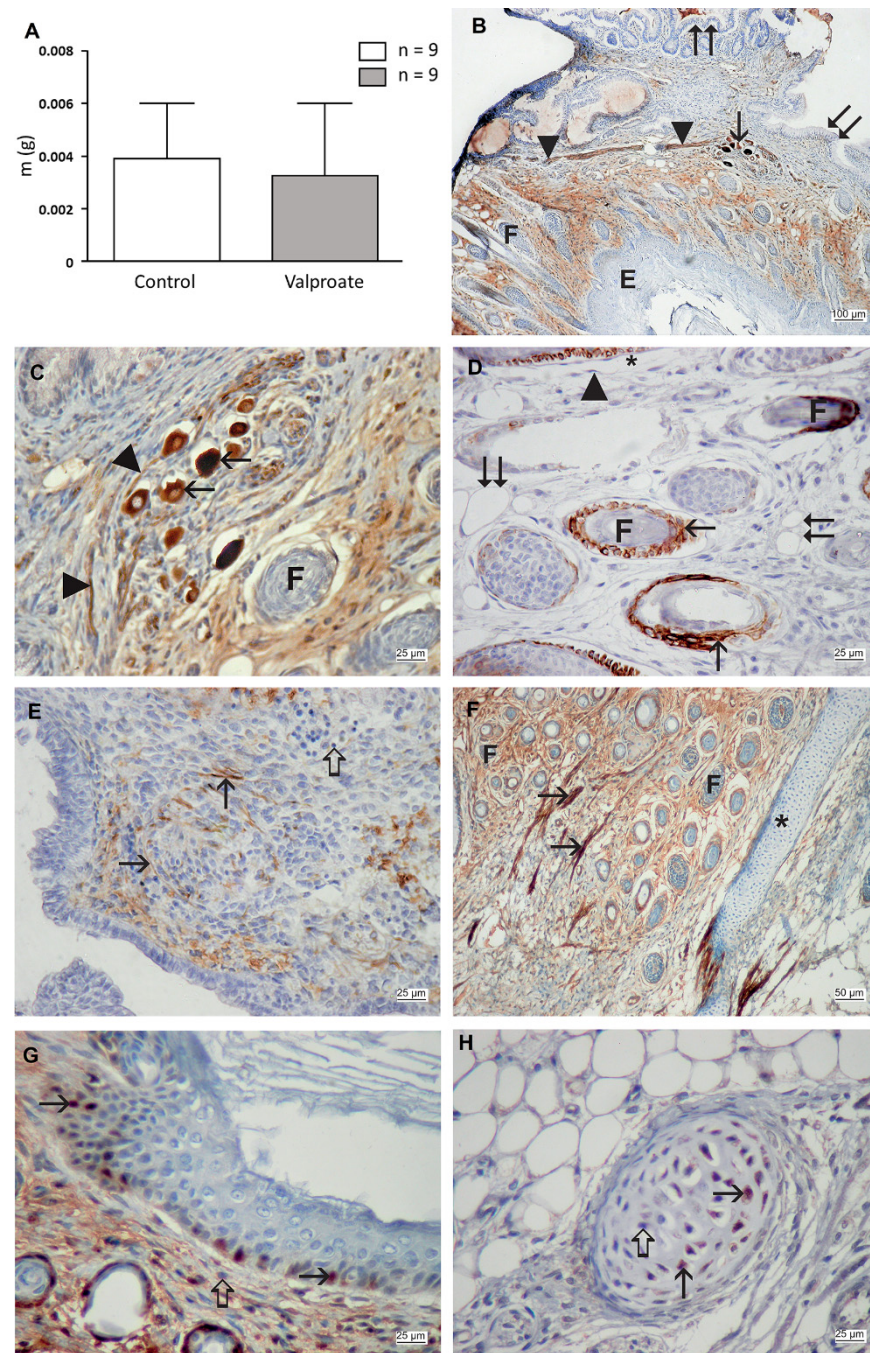 A
n = 9
n = 9
0.008
0.006
0.004
0.002
0
m (g)
Control
Valproate
B
F
E
100 µm
C
F
25 µm
D
*
F
F
25 µm
E
25 µm
F
F
F
*
50 µm
G
25 µm
H
25 µm